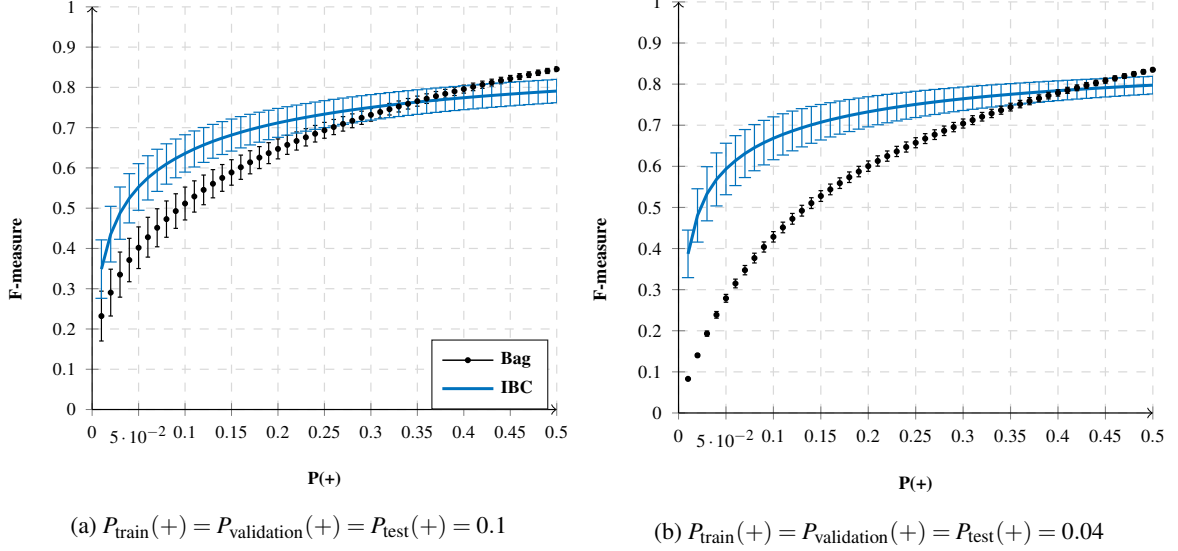 1
0.9
0.8
0.7
0.6
0.5
0.4
0.3
0.2
0.1
0
F-measure
Bag
IBC
0 5 · 10⁻² 0.1 0.15 0.2 0.25 0.3 0.35 0.4 0.45 0.5
P(+)
(a) P_train(+) = P_validation(+) = P_test(+) = 0.1
1
0.9
0.8
0.7
0.6
0.5
0.4
0.3
0.2
0.1
0
F-measure
0 5 · 10⁻² 0.1 0.15 0.2 0.25 0.3 0.35 0.4 0.45 0.5
P(+)
(b) P_train(+) = P_validation(+) = P_test(+) = 0.04